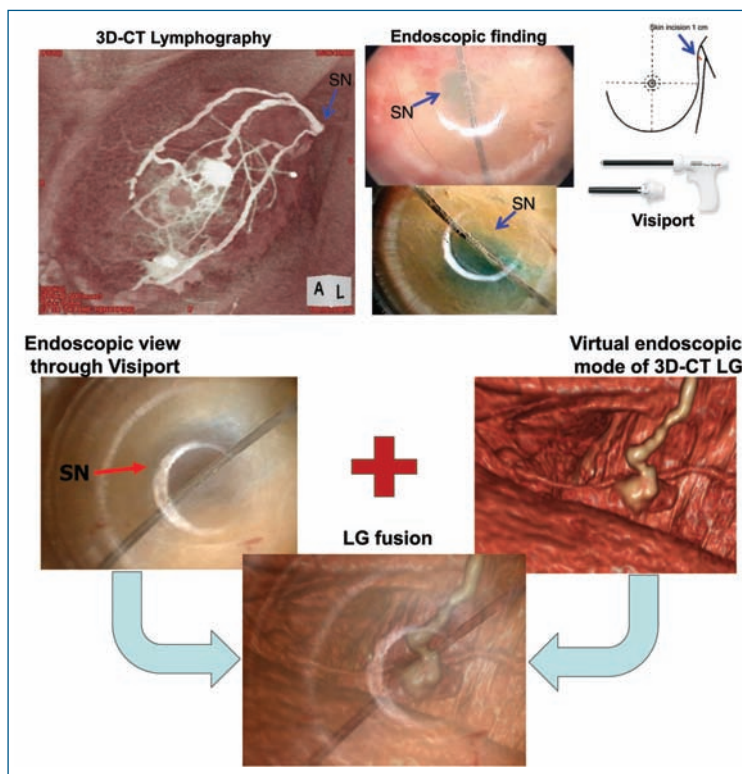 3D-CT Lymphography
SN
A L
Endoscopic finding
SN
SN
Skin incision 1 cm
Visiport
Endoscopic view
through Visiport
SN
Virtual endoscopic
mode of 3D-CT LG
LG fusion